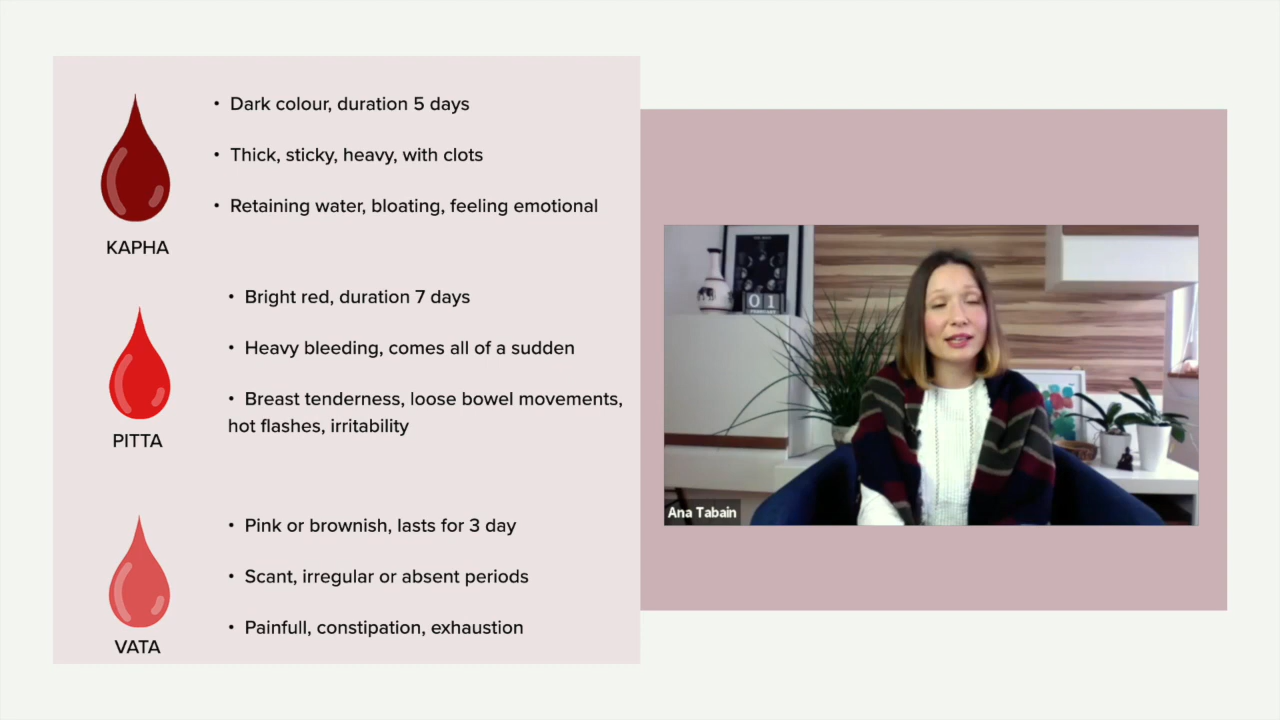 • Dark colour, duration 5 days
• Thick, sticky, heavy, with clots
• Retaining water, bloating, feeling emotional
KAPHA
• Bright red, duration 7 days
• Heavy bleeding, comes all of a sudden
• Breast tenderness, loose bowel movements,
hot flashes, irritability
PITTA
• Pink or brownish, lasts for 3 day
• Scant, irregular or absent periods
• Painfull, constipation, exhaustion
VATA
01
FEBRUARY
Ana Tabain